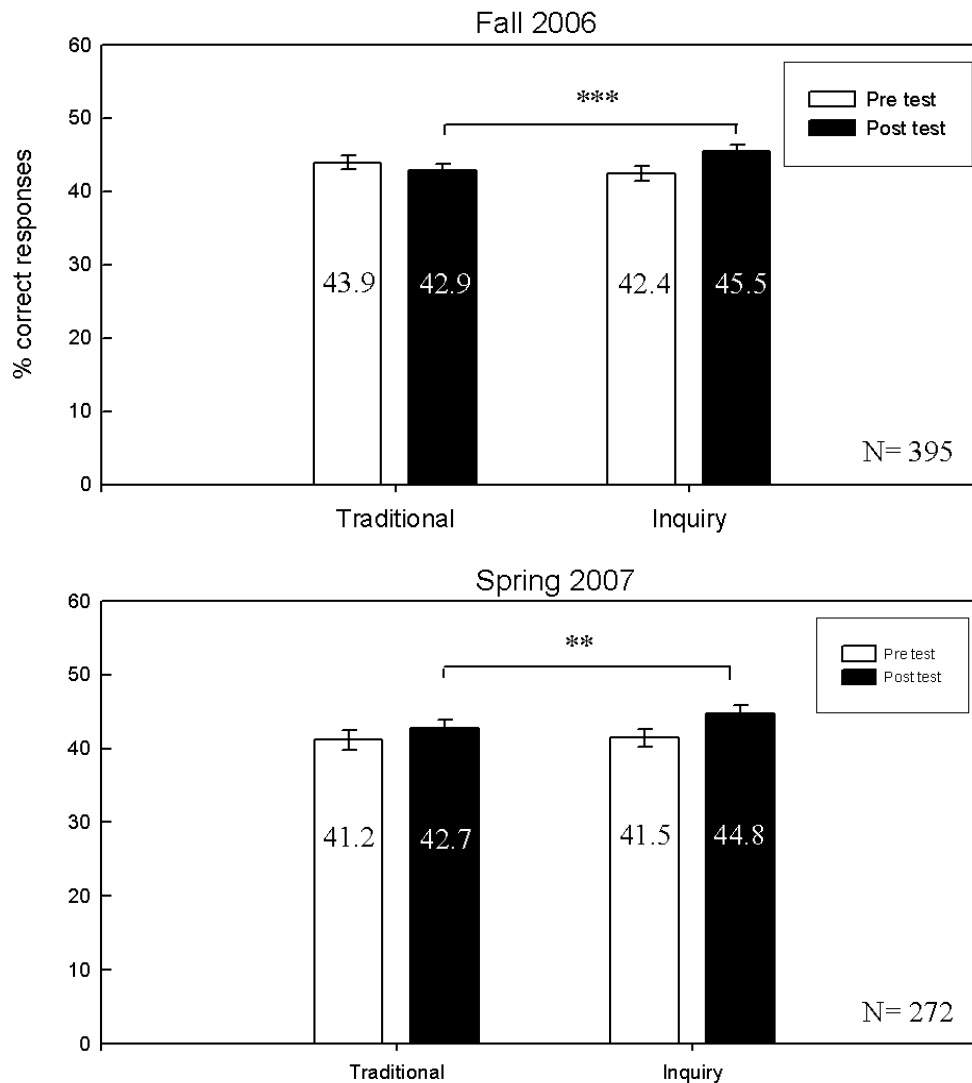 Fall 2006
60
50
40
30
20
10
0
% correct responses
***
Pre test
Post test
43.9 42.9 42.4 45.5
N= 395
Traditional Inquiry
Spring 2007
60
50
40
30
20
10
0
**
Pre test
Post test
41.2 42.7 41.5 44.8
N= 272
Traditional Inquiry